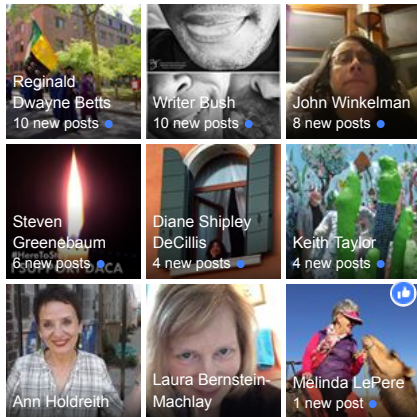 Reginald
Dwayne Betts
10 new posts
Writer Bush
10 new posts
John Winkelman
8 new posts
Steven
Greenebaum
6 new posts
Diane Shipley
DeCillis
4 new posts
Keith Taylor
4 new posts
Ann Holdreith
Laura Bernstein-
Machlay
Melinda LePere
1 new post